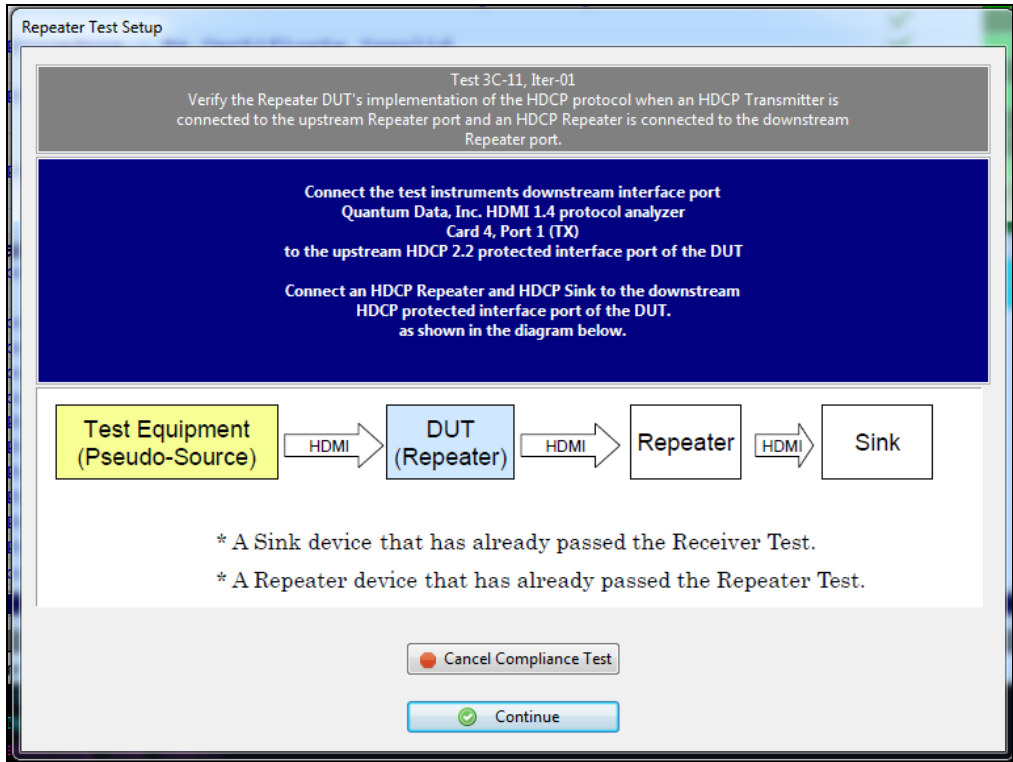 Repeater Test Setup
Test 3C-11, Iter-01
Verify the Repeater DUT's implementation of the HDCP protocol when an HDCP Transmitter is
connected to the upstream Repeater port and an HDCP Repeater is connected to the downstream
Repeater port.
Connect the test instruments downstream interface port
Quantum Data, Inc. HDMI 1.4 protocol analyzer
Card 4, Port 1 (TX)
to the upstream HDCP 2.2 protected interface port of the DUT
Connect an HDCP Repeater and HDCP Sink to the downstream
HDCP protected interface port of the DUT.
as shown in the diagram below.
Test Equipment
(Pseudo-Source)
HDMI
DUT
(Repeater)
HDMI
Repeater
HDMI
Sink
* A Sink device that has already passed the Receiver Test.
* A Repeater device that has already passed the Repeater Test.
Cancel Compliance Test
Continue